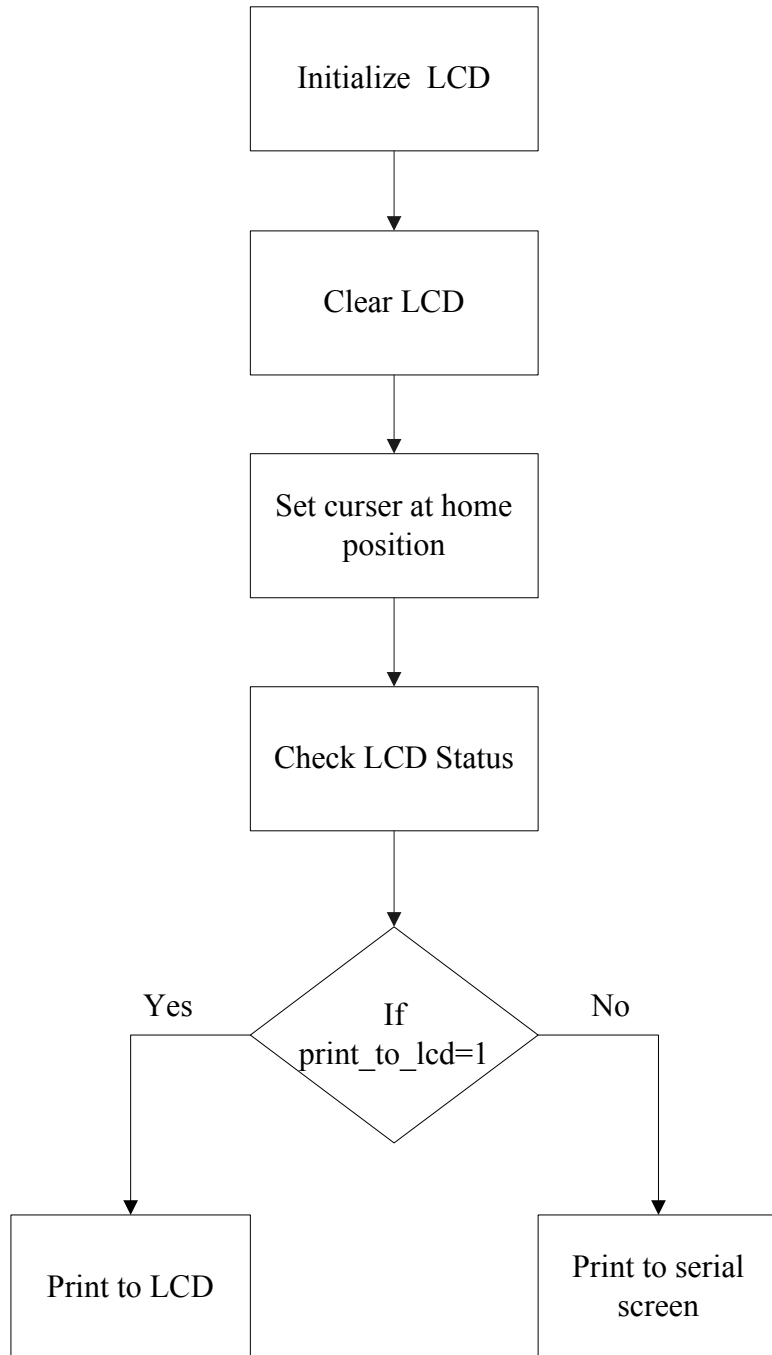 Initialize LCD
Clear LCD
Set curser at home
position
Check LCD Status
Yes
If
print_to_lcd=1
No
Print to LCD
Print to serial
screen